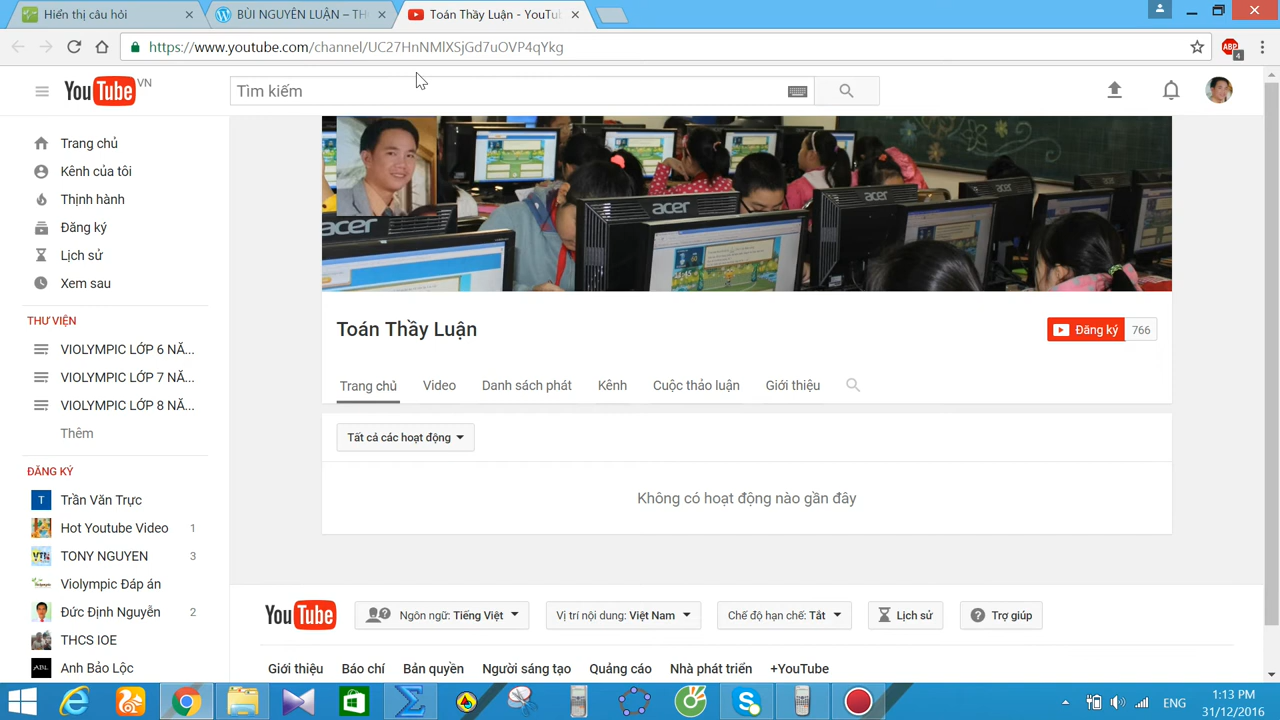 Hiển thị câu hỏi
BÙI NGUYÊN LUẬN – TH
Toán Thầy Luận - YouTu
https://www.youtube.com/channel/UC27HnNMlXSjGd7uOVP4qYkg
ABP
4
YouTube VN
Tìm kiếm
Trang chủ
Kênh của tôi
Thịnh hành
Đăng ký
Lịch sử
Xem sau
THƯ VIỆN
VIOLYMPIC LỚP 6 NĂ...
VIOLYMPIC LỚP 7 NĂ...
VIOLYMPIC LỚP 8 NĂ...
Thêm
ĐĂNG KÝ
T Trần Văn Trực
Hot Youtube Video 1
TONY NGUYEN 3
Violympic Đáp án
Đức Định Nguyễn 2
THCS IOE
Anh Bảo Lộc
acer
acer
acer
acer
Toán Thầy Luận
Đăng ký 766
Trang chủ Video Danh sách phát Kênh Cuộc thảo luận Giới thiệu
Tất cả các hoạt động
Không có hoạt động nào gần đây
YouTube
Ngôn ngữ: Tiếng Việt
Vị trí nội dung: Việt Nam
Chế độ hạn chế: Tắt
Lịch sử
Trợ giúp
Giới thiệu Báo chí Bản quyền Người sáng tạo Quảng cáo Nhà phát triển +YouTube
ENG
1:13 PM
31/12/2016